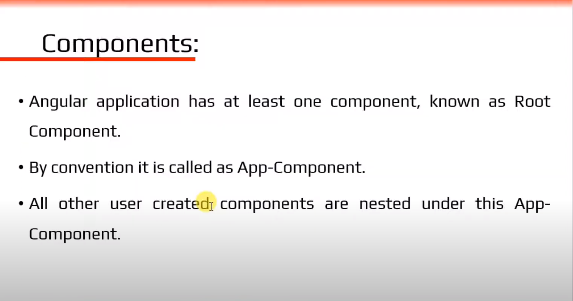 Components:
• Angular application has at least one component, known as Root
Component.
• By convention it is called as App-Component.
• All other user created components are nested under this App-
Component.